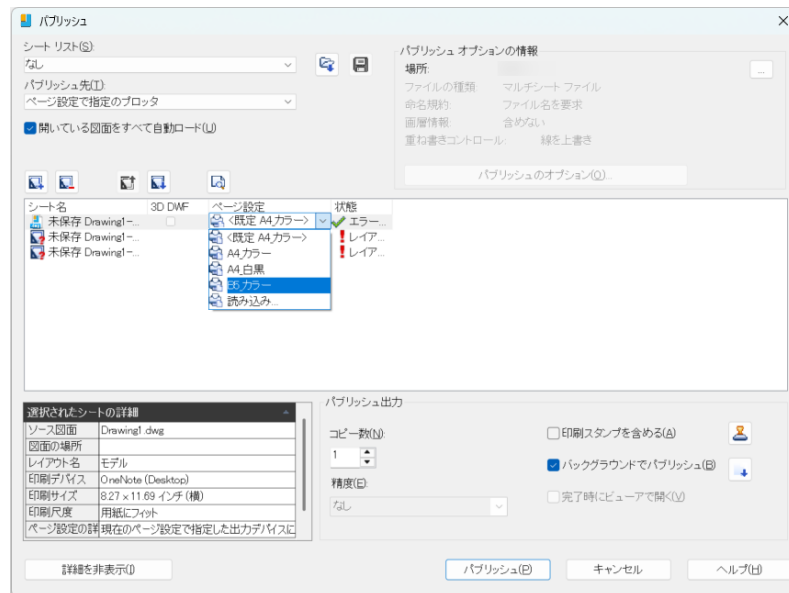 パブリッシュ
シート リスト(S):
なし
パブリッシュ先(T):
ページ設定で指定のプロッタ
開いている図面をすべて自動ロード(U)
パブリッシュ オプションの情報
場所:
...
ファイルの種類: マルチシート ファイル
命名規約: ファイル名を要求
画層情報: 含めない
重ね書きコントロール: 線を上書き
パブリッシュのオプション(O)...
シート名 3D DWF ページ設定 状態
未保存 Drawing1-... <既定 A4_カラー> エラー...
未保存 Drawing1-... <既定 A4_カラー> レイア...
未保存 Drawing1-... A4_カラー レイア...
A4_白黒
B5_カラー
読み込み...
選択されたシートの詳細
ソース図面 Drawing1.dwg
図面の場所
レイアウト名 モデル
印刷デバイス OneNote (Desktop)
印刷サイズ 8.27 x 11.69 インチ (横)
印刷尺度 用紙にフィット
ページ設定の詳 現在のページ設定で指定した出力デバイスに
パブリッシュ出力
コピー数(N):
1
精度(E):
なし
印刷スタンプを含める(A)
バックグラウンドでパブリッシュ(B)
完了時にビューアで開く(V)
詳細を非表示(I)
パブリッシュ(P)
キャンセル
ヘルプ(H)